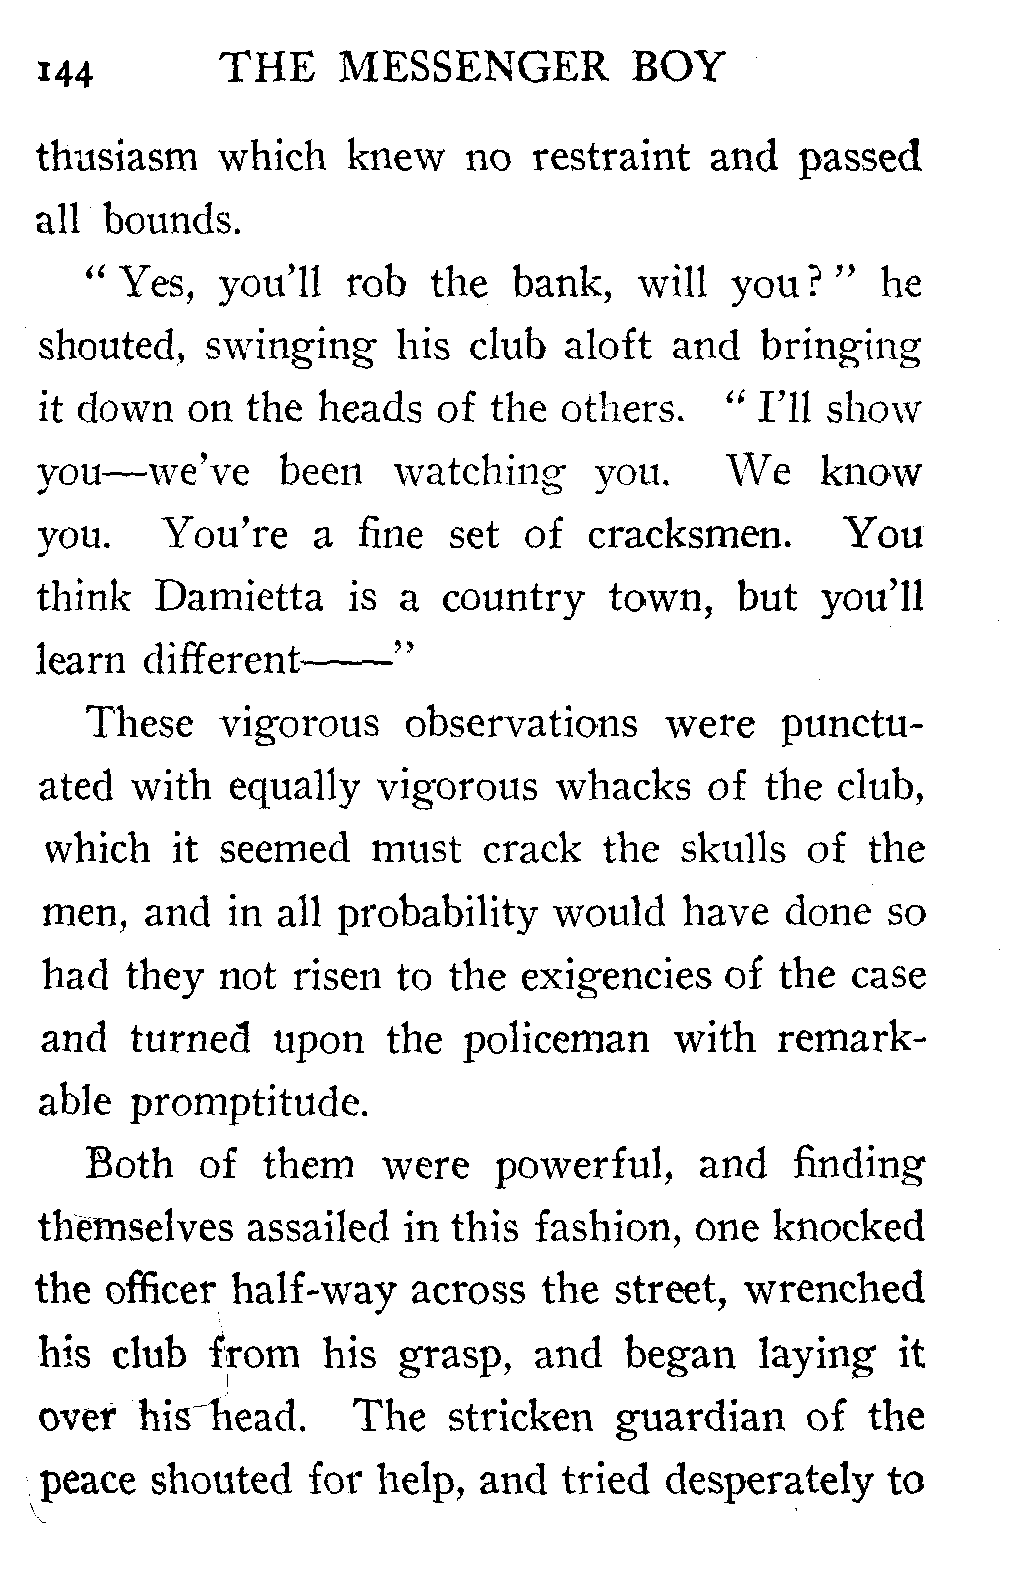 144 THE MESSENGER BOY
thusiasm which knew no restraint and passed
all bounds.
" Yes, you'll rob the bank, will you? " he
shouted, swinging his club aloft and bringing
it down on the heads of the others. " I'll show
you—we've been watching you. We know
you. You're a fine set of cracksmen. You
think Damietta is a country town, but you'll
learn different——"
These vigorous observations were punctu-
ated with equally vigorous whacks of the club,
which it seemed must crack the skulls of the
men, and in all probability would have done so
had they not risen to the exigencies of the case
and turned upon the policeman with remark-
able promptitude.
Both of them were powerful, and finding
themselves assailed in this fashion, one knocked
the officer half-way across the street, wrenched
his club from his grasp, and began laying it
over his head. The stricken guardian of the
peace shouted for help, and tried desperately to